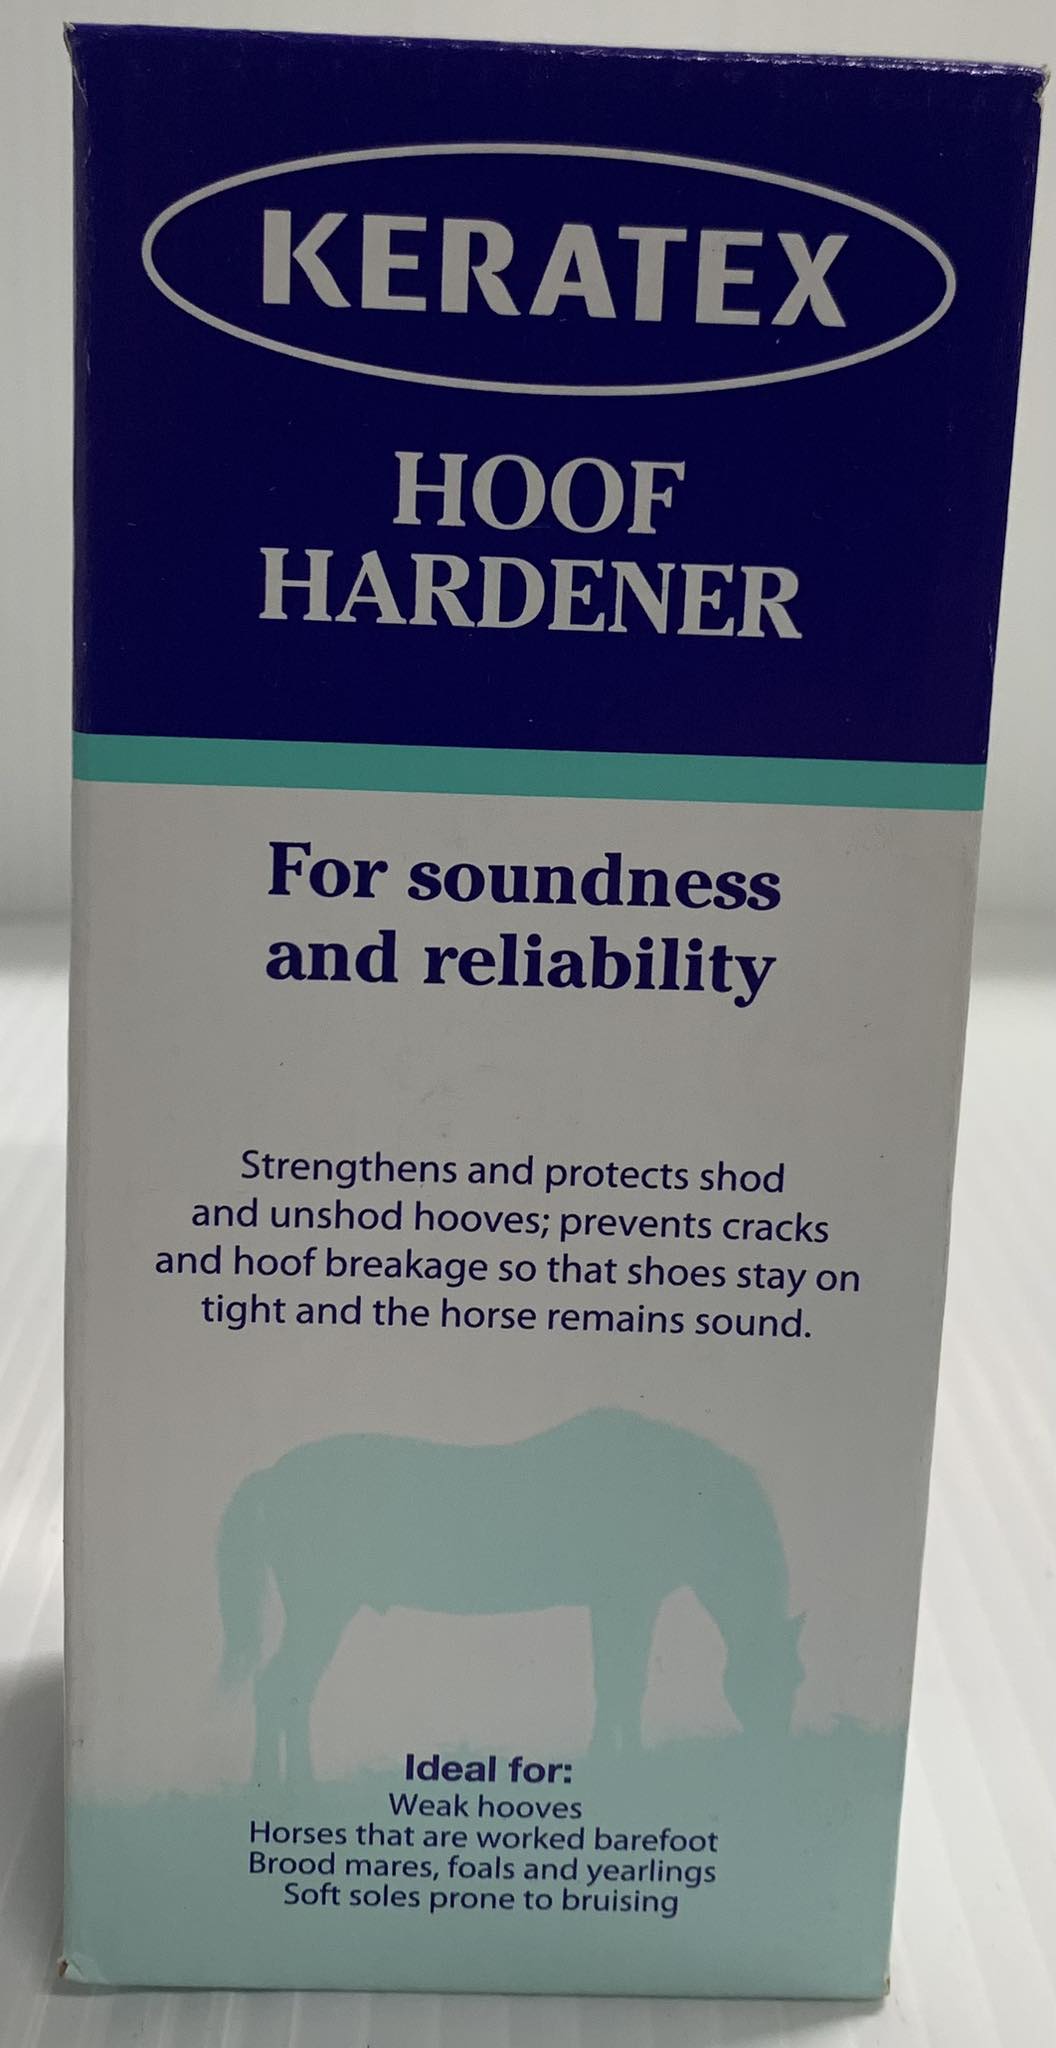 KERATEX
HOOF
HARDENER
For soundness
and reliability
Strengthens and protects shod
and unshod hooves; prevents cracks
and hoof breakage so that shoes stay on
tight and the horse remains sound.
Ideal for:
Weak hooves
Horses that are worked barefoot
Brood mares, foals and yearlings
Soft soles prone to bruising